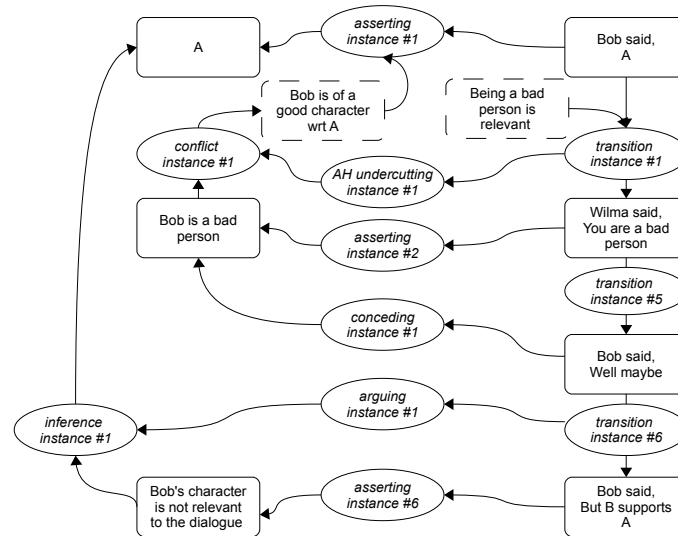 A
asserting
instance #1
Bob said,
A
Bob is of a
good character
wrt A
Being a bad
person is
relevant
conflict
instance #1
AH undercutting
instance #1
transition
instance #1
Bob is a bad
person
asserting
instance #2
Wilma said,
You are a bad
person
transition
instance #5
conceding
instance #1
Bob said,
Well maybe
inference
instance #1
arguing
instance #1
transition
instance #6
Bob's character
is not relevant
to the dialogue
asserting
instance #6
Bob said,
But B supports
A